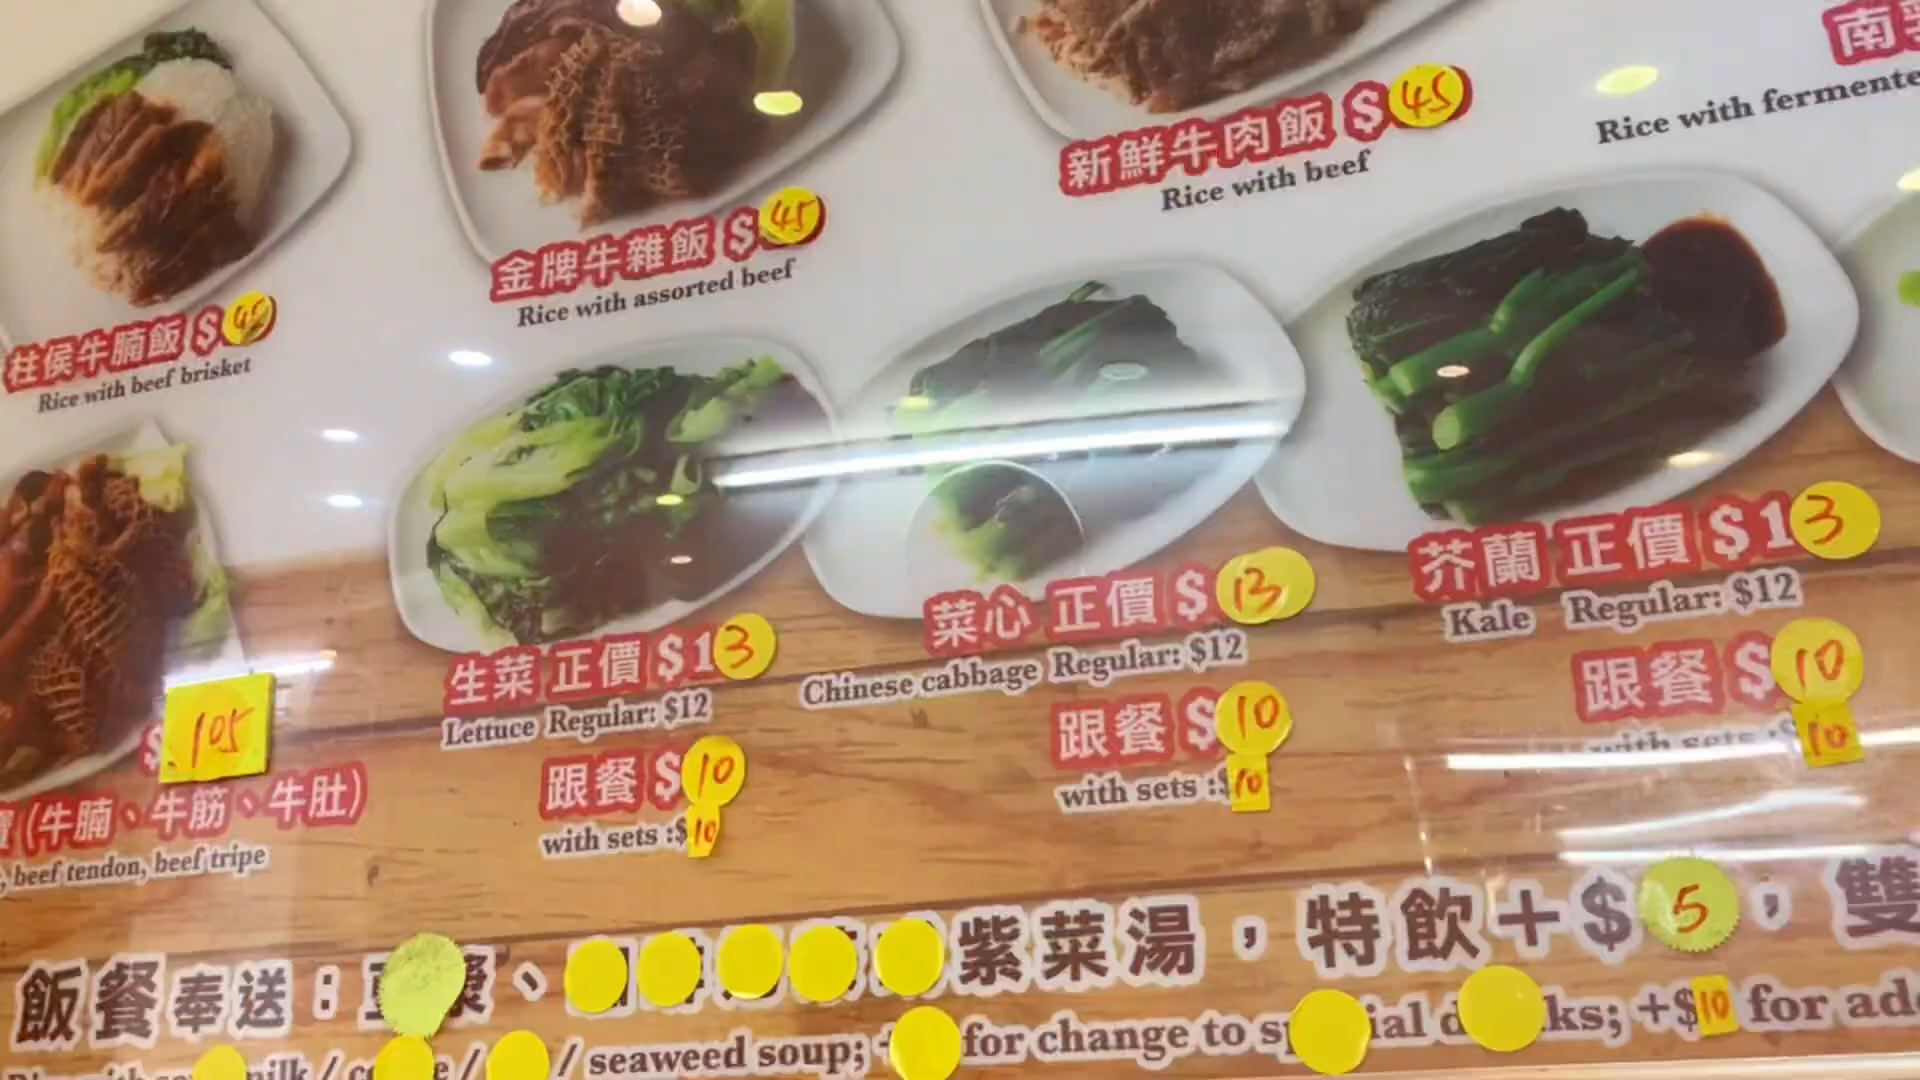 南
Rice with fermente
新鮮牛肉飯 $45
Rice with beef
金牌牛雜飯 $45
Rice with assorted beef
柱侯牛腩飯 $45
Rice with beef brisket
芥蘭 正價 $13
Kale Regular: $12
跟餐 $10
with sets :$10
菜心 正價 $13
Chinese cabbage Regular: $12
跟餐 $10
with sets :$10
生菜 正價 $13
Lettuce Regular: $12
跟餐 $10
with sets :$10
$105
(牛腩、牛筋、牛肚)
, beef tendon, beef tripe
飯餐奉送：豆漿、紫菜湯，特飲＋$5，雙
/ seaweed soup; for change to ks; +$10 for ad